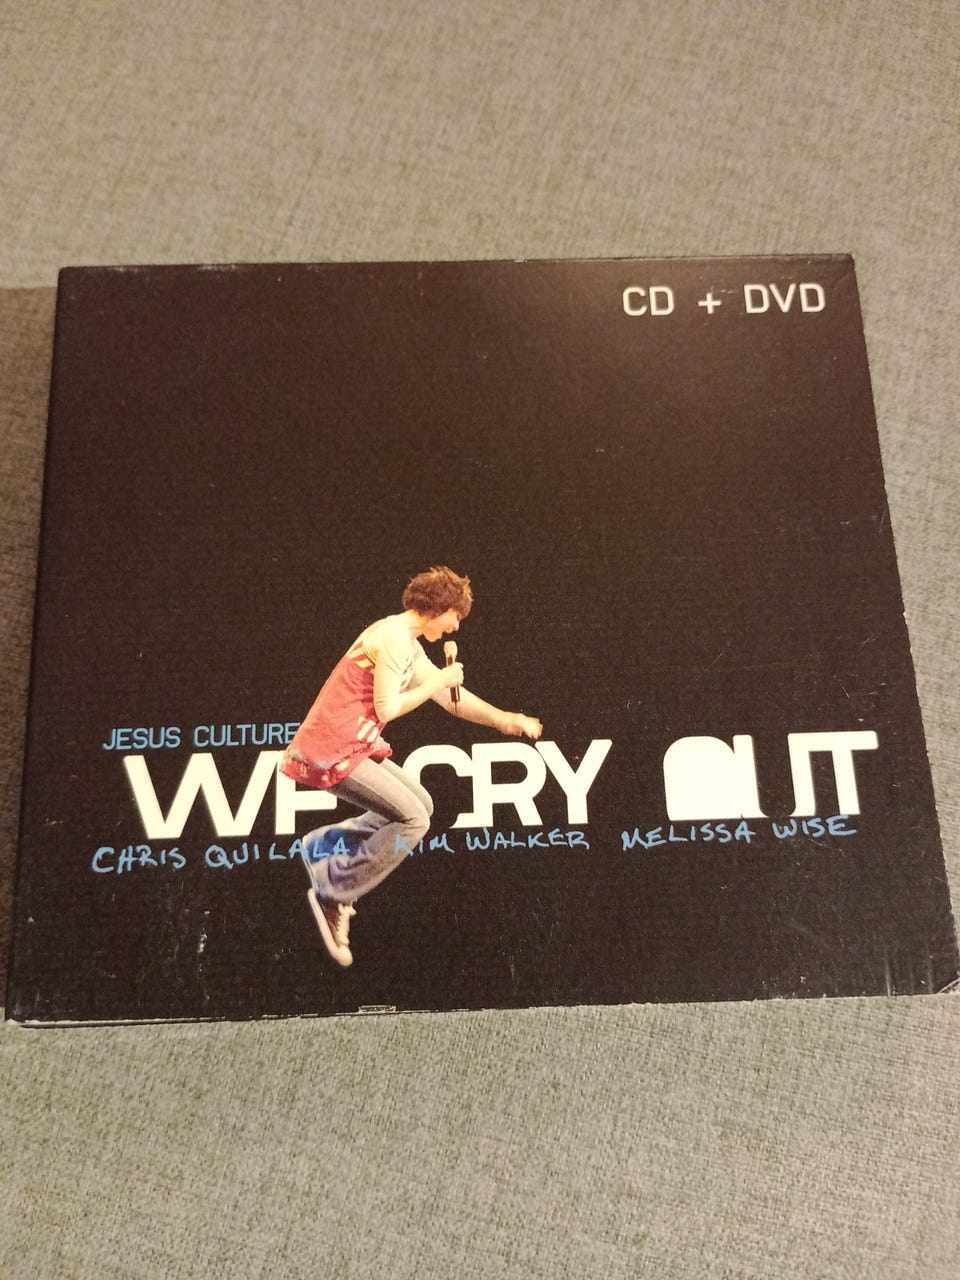 CD + DVD
JESUS CULTURE
WE CRY OUT
CHRIS QUILALA KIM WALKER MELISSA WISE